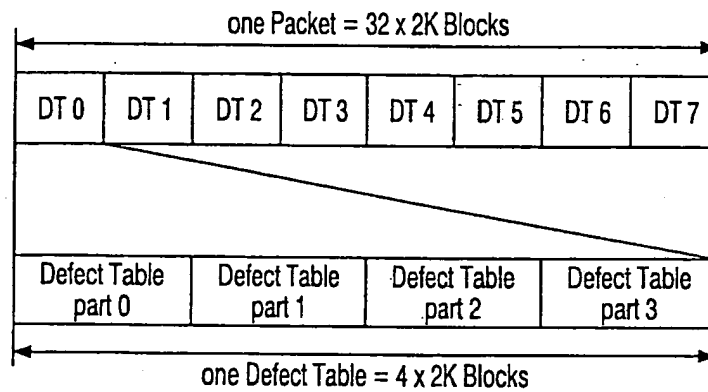 one Packet = 32 x 2K Blocks
DT 0 DT 1 DT 2 DT 3 DT 4 DT 5 DT 6 DT 7
Defect Table Defect Table Defect Table Defect Table
part 0 part 1 part 2 part 3
one Defect Table = 4 x 2K Blocks